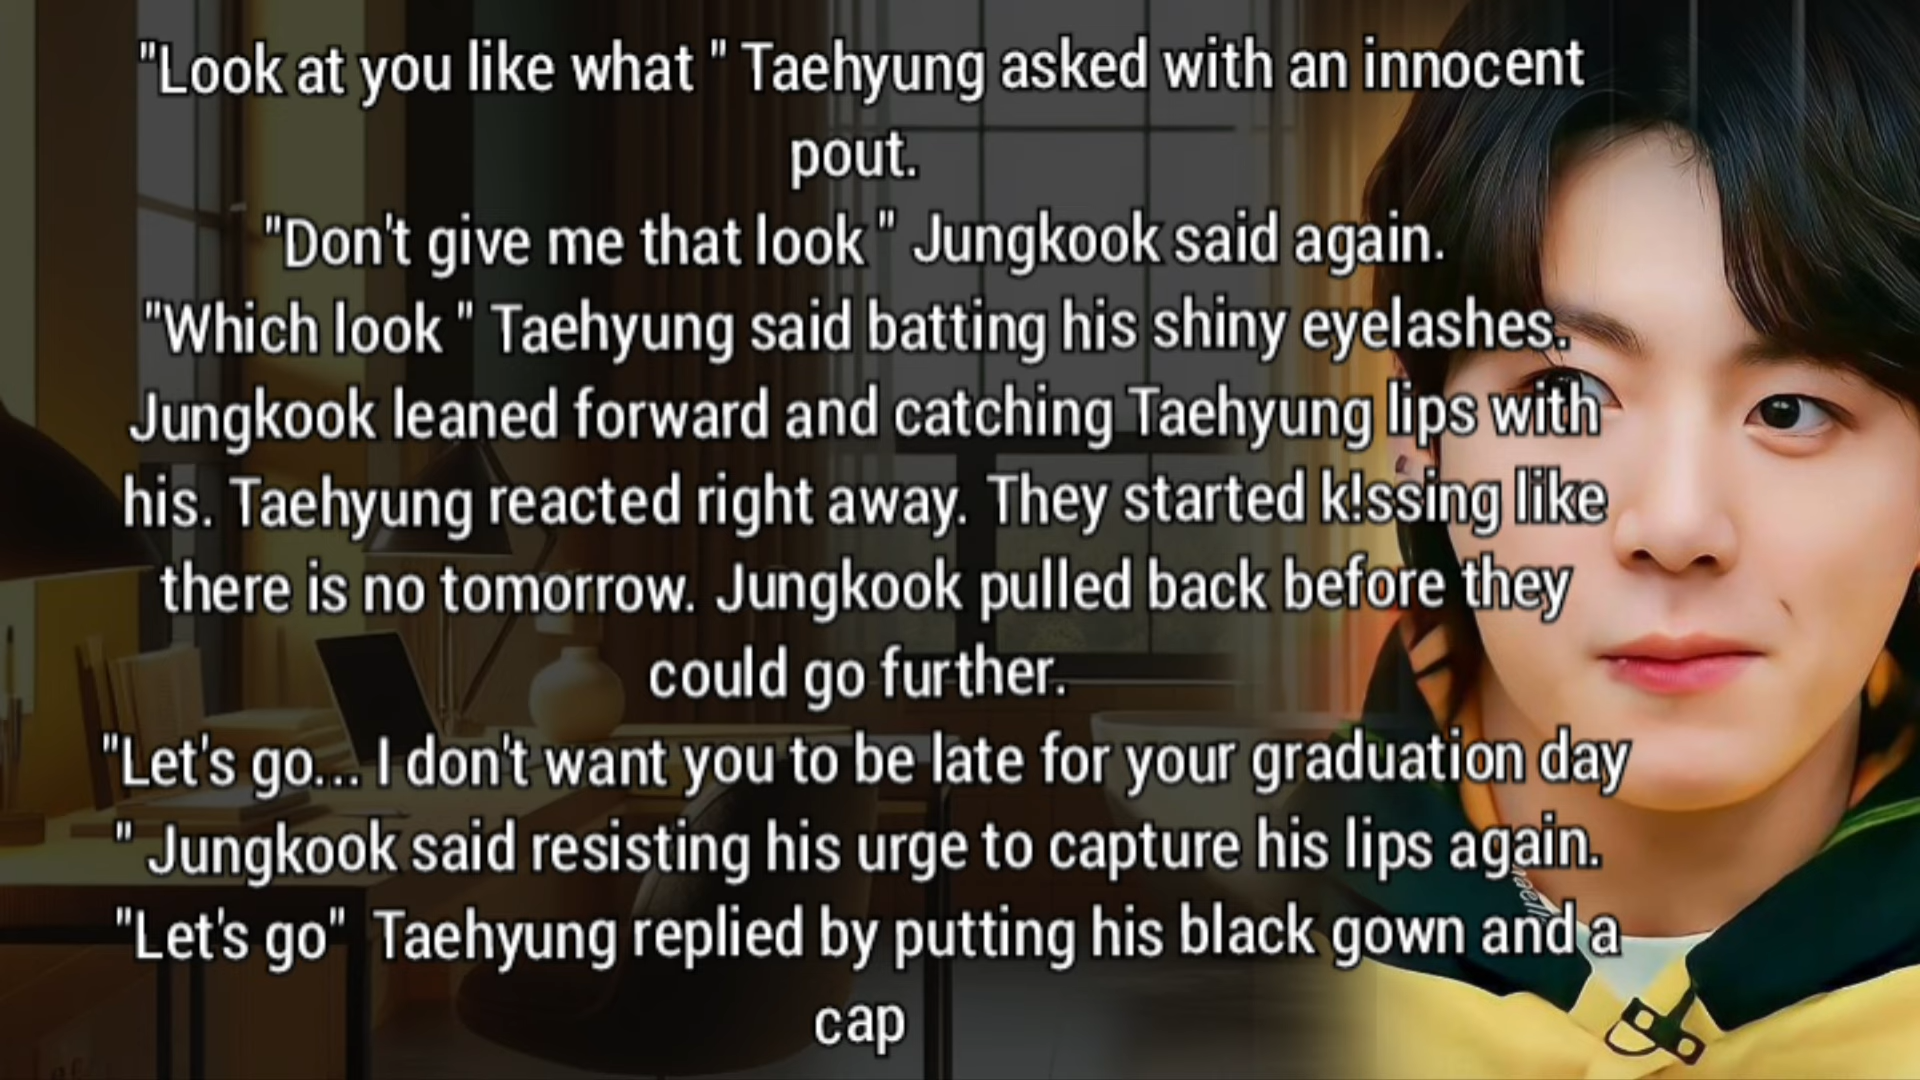 "Look at you like what " Taehyung asked with an innocent
pout.
"Don't give me that look " Jungkook said again.
"Which look " Taehyung said batting his shiny eyelashes.
Jungkook leaned forward and catching Taehyung lips with
his. Taehyung reacted right away. They started k!ssing like
there is no tomorrow. Jungkook pulled back before they
could go further.
"Let's go... I don't want you to be late for your graduation day
" Jungkook said resisting his urge to capture his lips again.
"Let's go" Taehyung replied by putting his black gown and a
cap